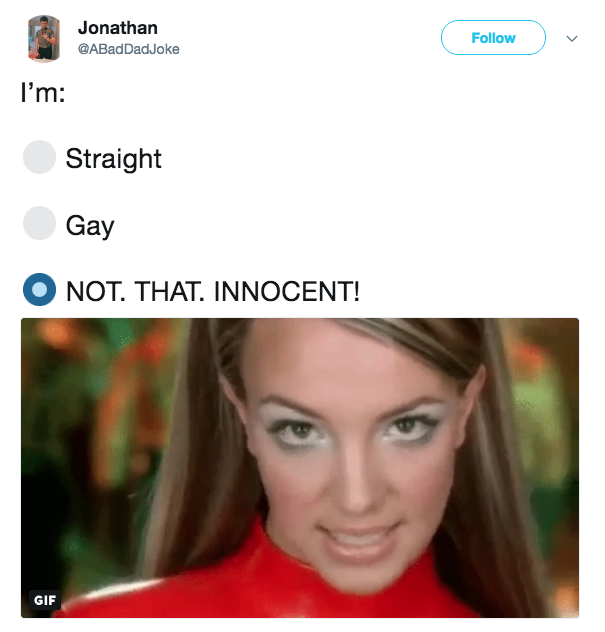 Jonathan
@ABadDadJoke
Follow
I’m:
Straight
Gay
NOT. THAT. INNOCENT!
GIF